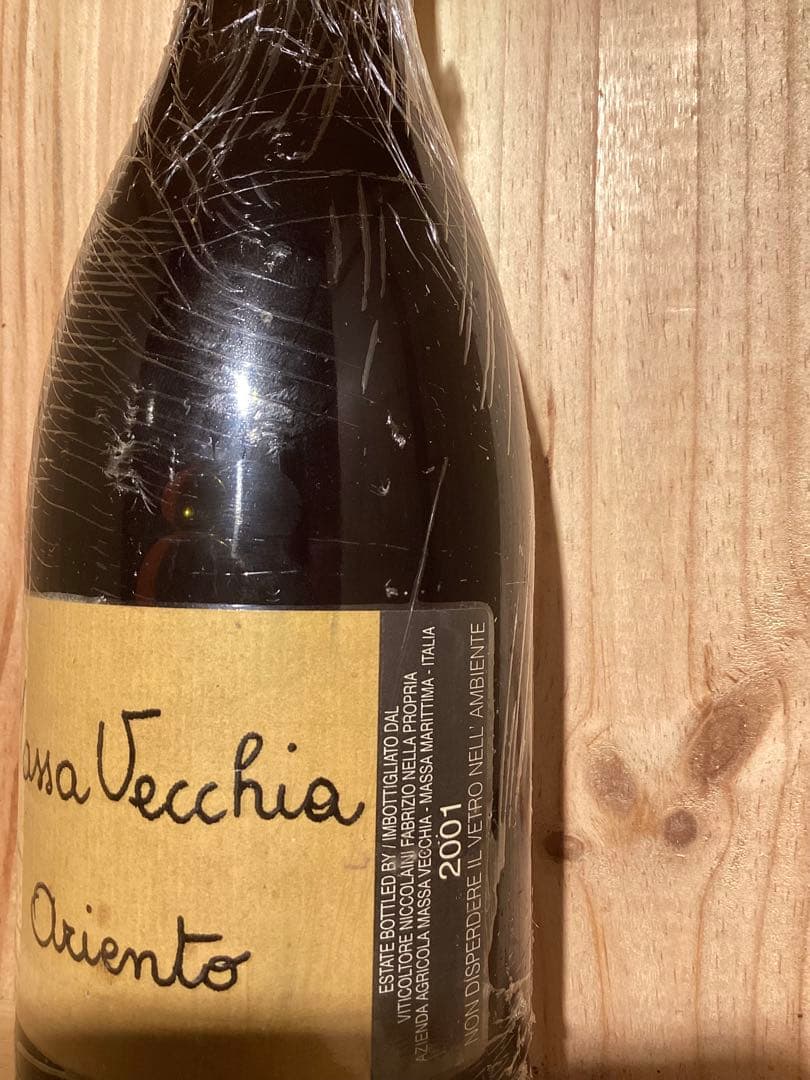 assa Vecchia
Ariento
ESTATE BOTTLED BY / IMBOTTIGLIATO DAL
VITICOLTORE NICCOLAINI FABRIZIO NELLA PROPRIA
AZIENDA AGRICOLA MASSA VECCHIA - MASSA MARITTIMA - ITALIA
2001
NON DISPERDERE IL VETRO NELL' AMBIENTE